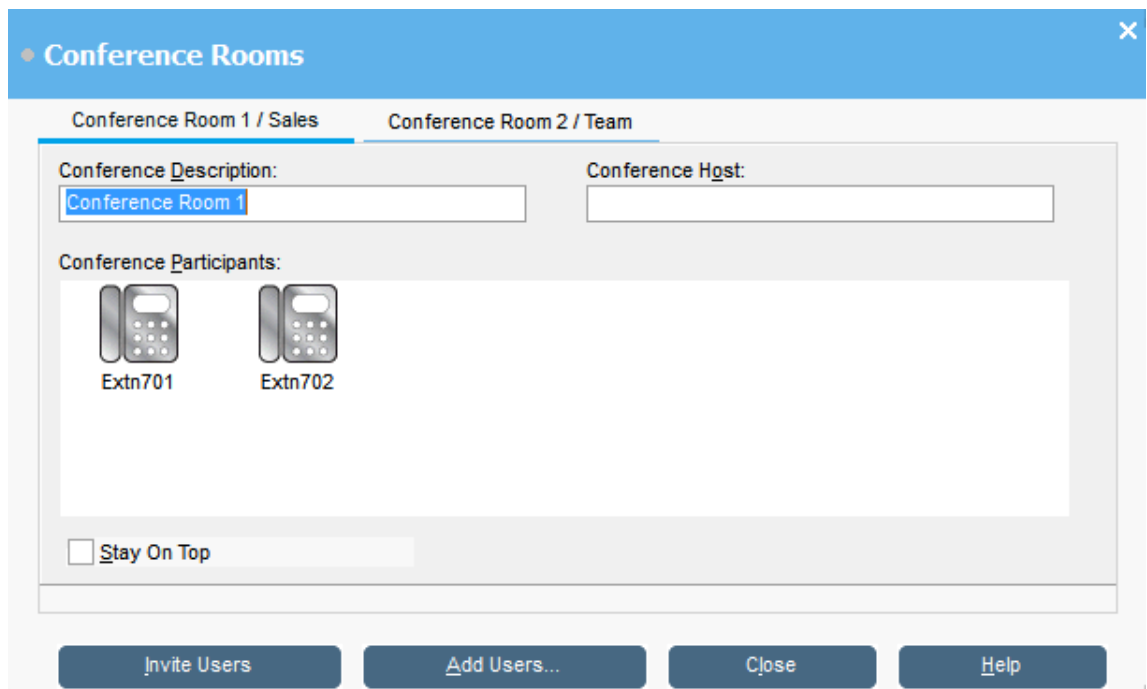 Conference Rooms
Conference Room 1 / Sales
Conference Room 2 / Team
Conference Description:
Conference Host:
Conference Room 1
Conference Participants:
Extn701
Extn702
Stay On Top
Invite Users
Add Users...
Close
Help